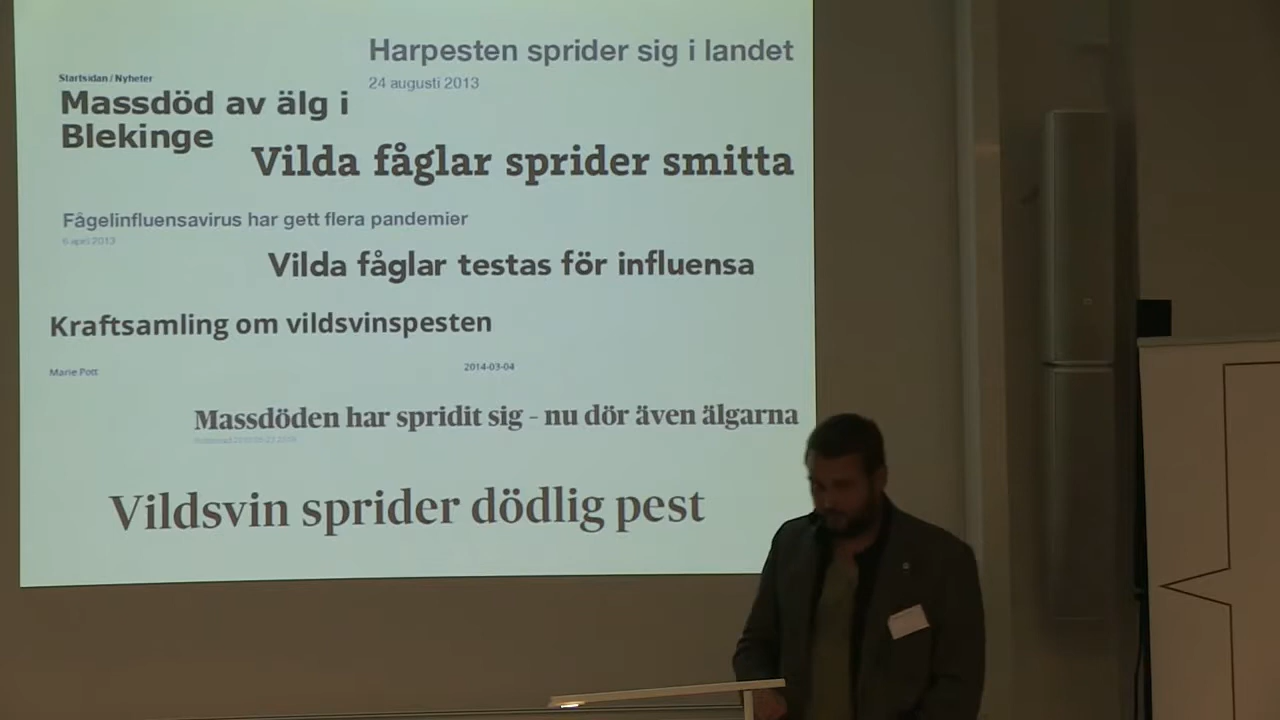 Harpesten sprider sig i landet
24 augusti 2013
Startsidan / Nyheter
Massdöd av älg i
Blekinge
Vilda fåglar sprider smitta
Fågelinfluensavirus har gett flera pandemier
6 april 2013
Vilda fåglar testas för influensa
Kraftsamling om vildsvinspesten
Marie Pott
2014-03-04
Massdöden har spridit sig - nu dör även älgarna
Vildsvin sprider dödlig pest